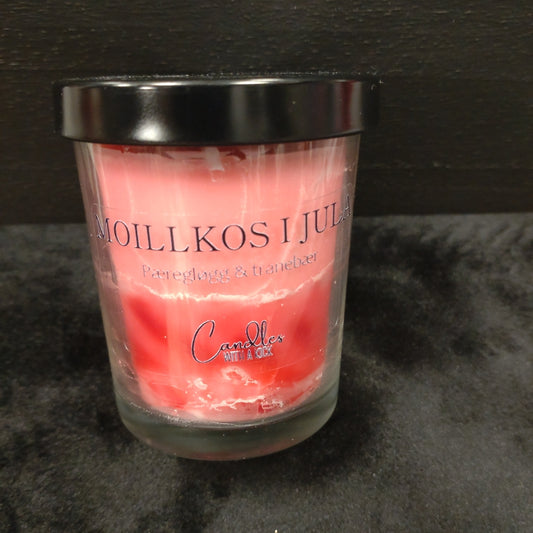 MOILLKOS I JULA
Pæregløgg & tranebær
Candles
WITH A KICK